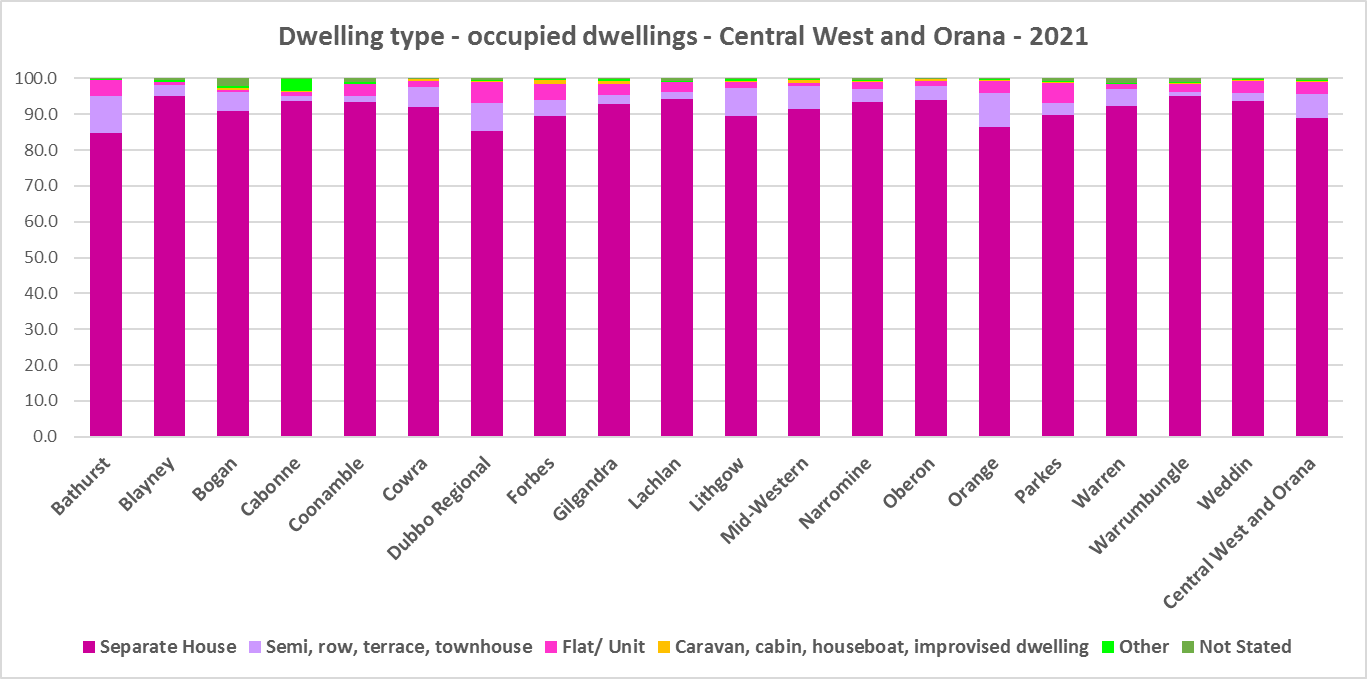 Dwelling type - occupied dwellings - Central West and Orana - 2021
100.0
90.0
80.0
70.0
60.0
50.0
40.0
30.0
20.0
10.0
0.0
Bathurst
Blayney
Bogan
Cabonne
Coonamble
Cowra
Dubbo Regional
Forbes
Gilgandra
Lachlan
Lithgow
Mid-Western
Narromine
Oberon
Orange
Parkes
Warren
Warrumbungle
Weddin
Central West and Orana
Separate House
Semi, row, terrace, townhouse
Flat/ Unit
Caravan, cabin, houseboat, improvised dwelling
Other
Not Stated